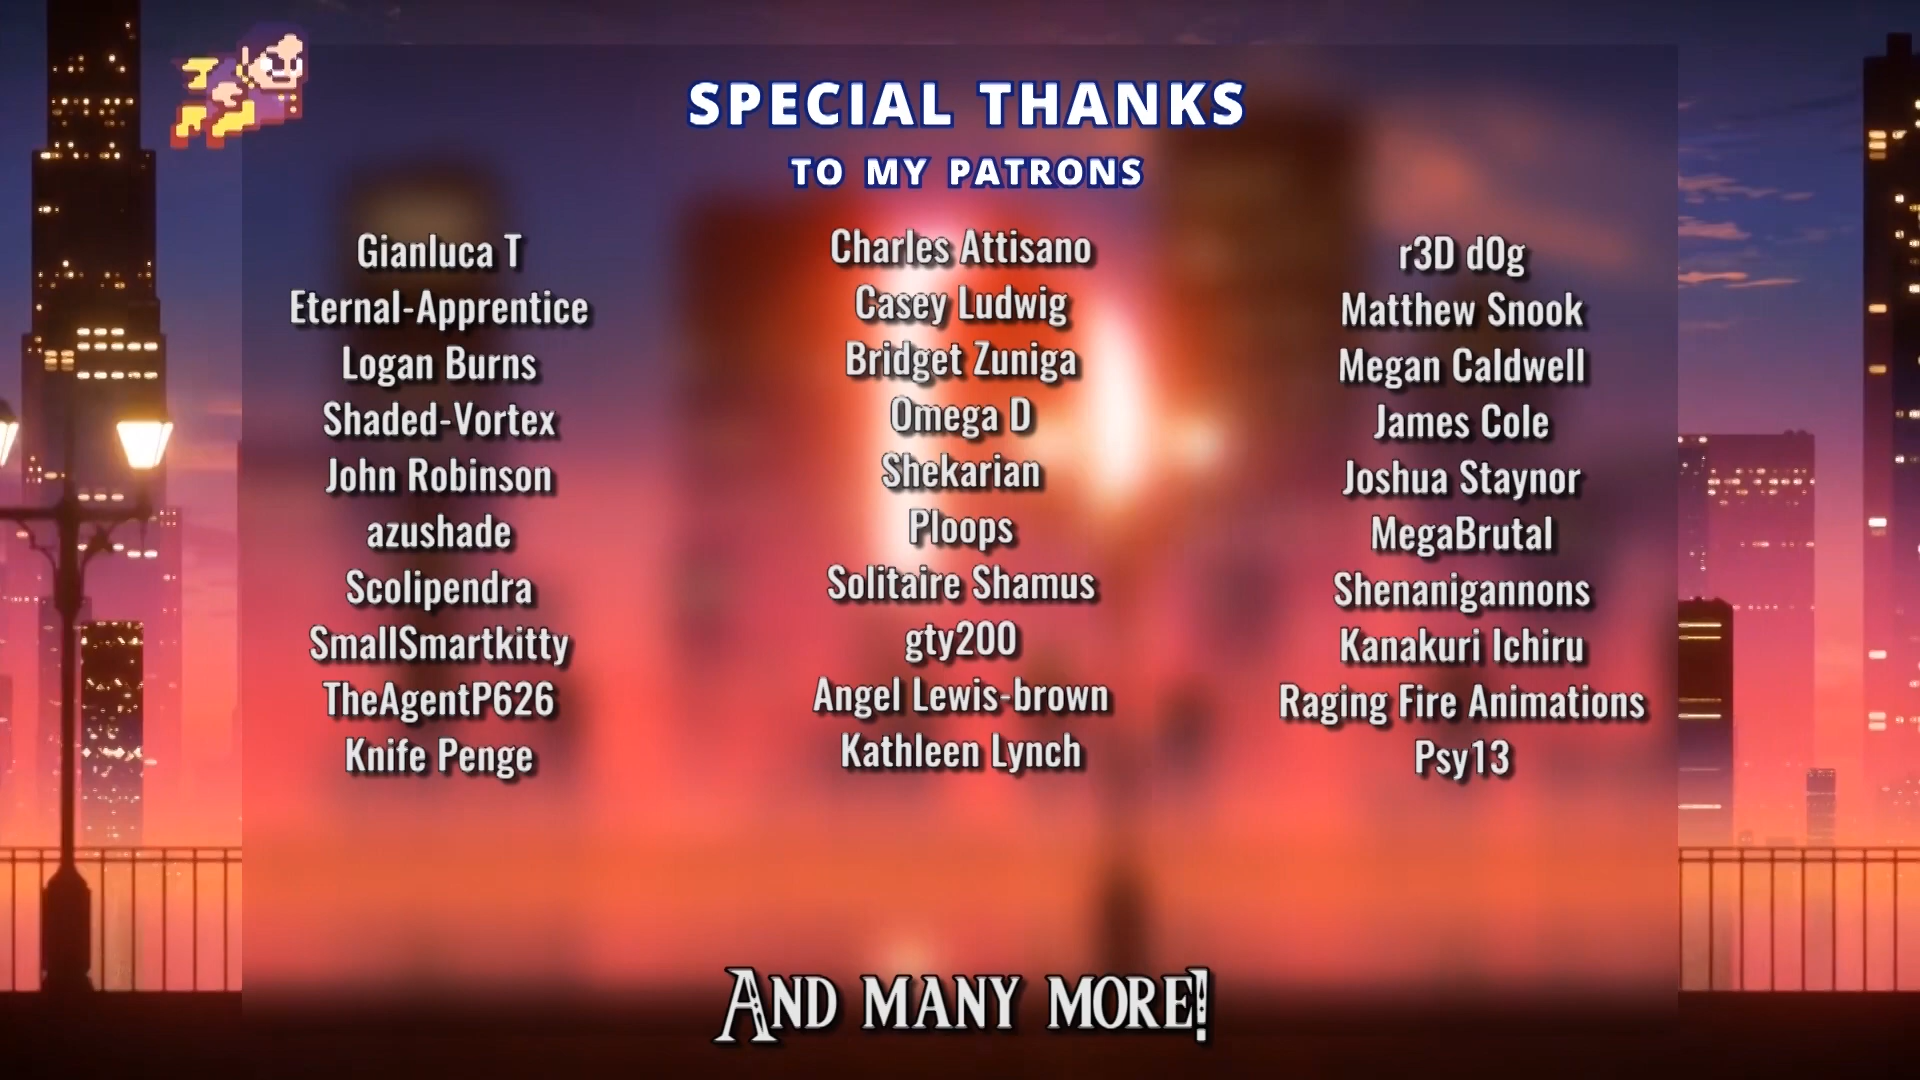 SPECIAL THANKS
TO MY PATRONS
Gianluca T
Eternal-Apprentice
Logan Burns
Shaded-Vortex
John Robinson
azushade
Scolipendra
SmallSmartkitty
TheAgentP626
Knife Penge
Charles Attisano
Casey Ludwig
Bridget Zuniga
Omega D
Shekarian
Ploops
Solitaire Shamus
gty200
Angel Lewis-brown
Kathleen Lynch
r3D d0g
Matthew Snook
Megan Caldwell
James Cole
Joshua Staynor
MegaBrutal
Shenanigannons
Kanakuri Ichiru
Raging Fire Animations
Psy13
AND MANY MORE!